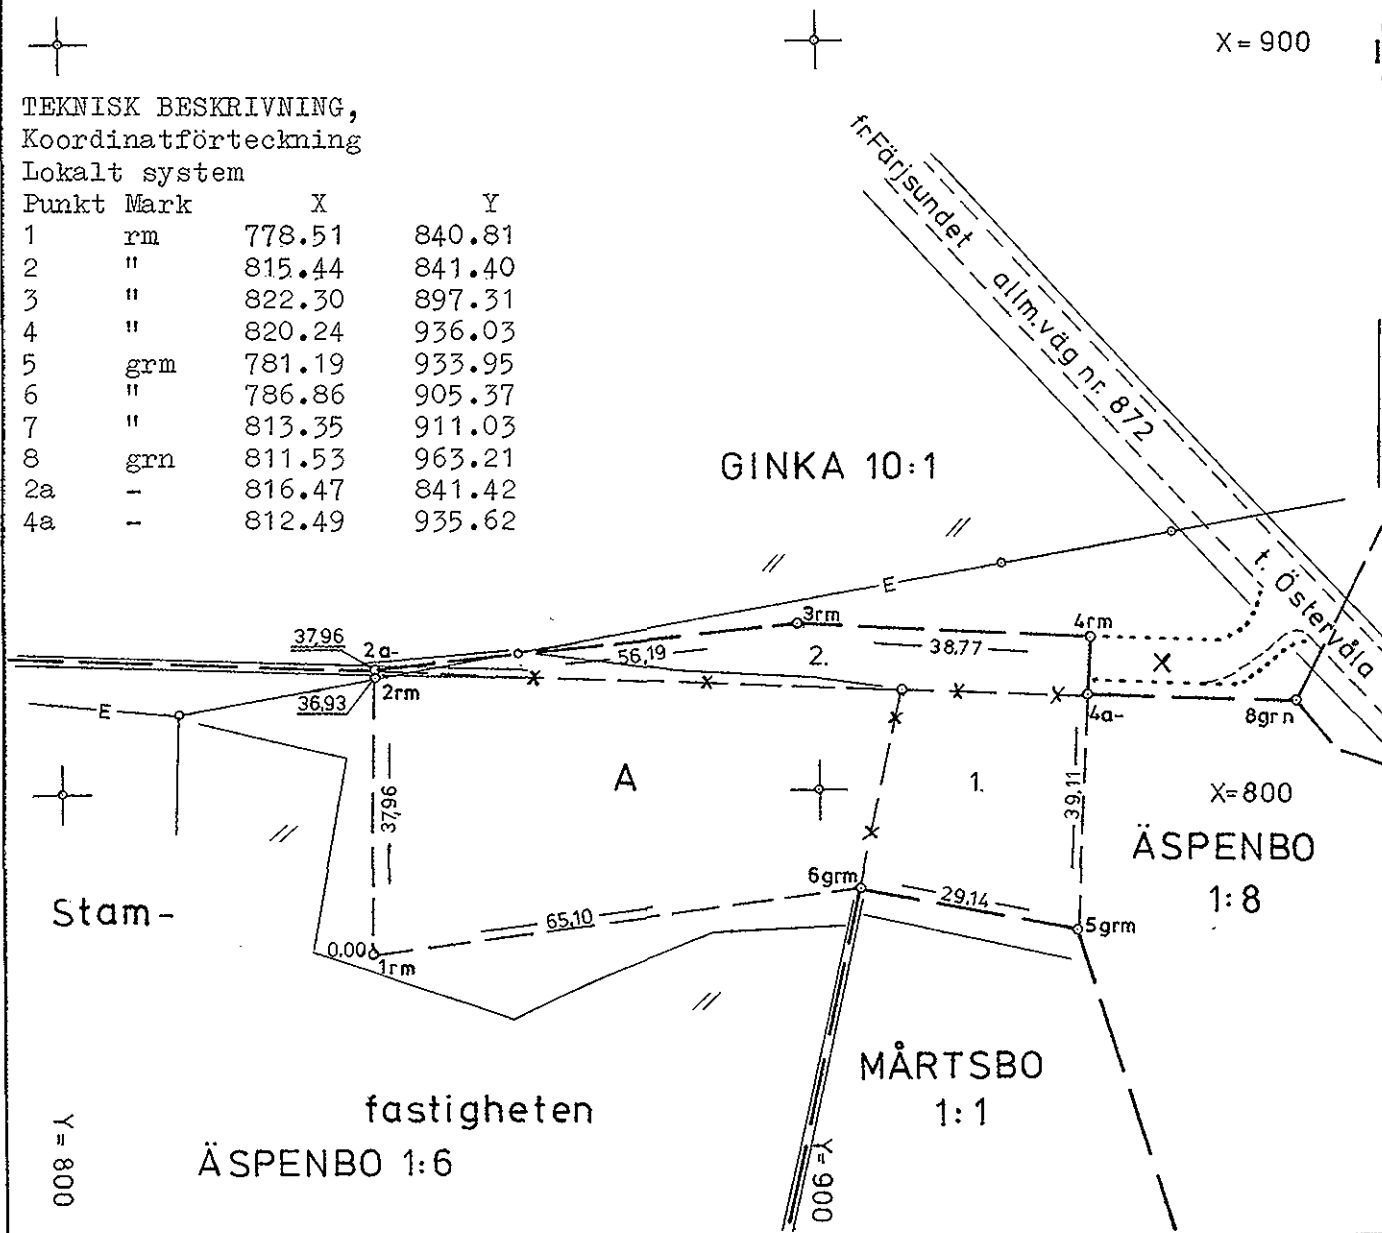 X = 900
TEKNISK BESKRIVNING,
Koordinatförteckning
Lokalt system
Punkt Mark X Y
1 rm 778.51 840.81
2 " 815.44 841.40
3 " 822.30 897.31
4 " 820.24 936.03
5 grm 781.19 933.95
6 " 786.86 905.37
7 " 813.35 911.03
8 grn 811.53 963.21
2a - 816.47 841.42
4a - 812.49 935.62
fr. Färjsundet allm. väg nr. 872
t. Östervåla
GINKA 10:1
E
3rm
4rm
37,96
2a-
56,19
2.
38,77
X
2rm
36,93
E
4a-
8grn
A
1.
37,96
39,11
X=800
ÄSPENBO
1:8
6grm
29,14
Stam-
65,10
5grm
0,00
1rm
MÅRTSBO
1:1
fastigheten
ÄSPENBO 1:6
Y = 800
Y= 900